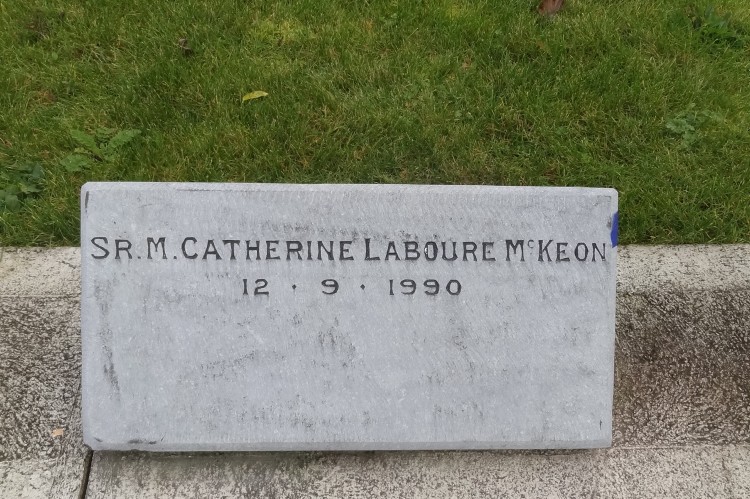 SR. M. CATHERINE LABOURE McKEON
12 · 9 · 1990